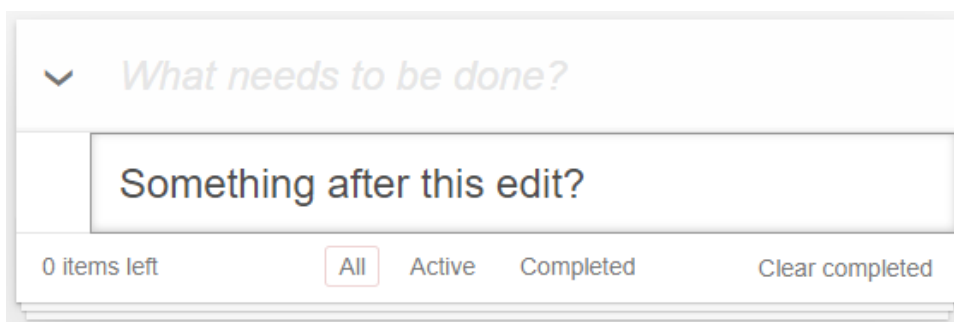 What needs to be done?
Something after this edit?
0 items left All Active Completed Clear completed